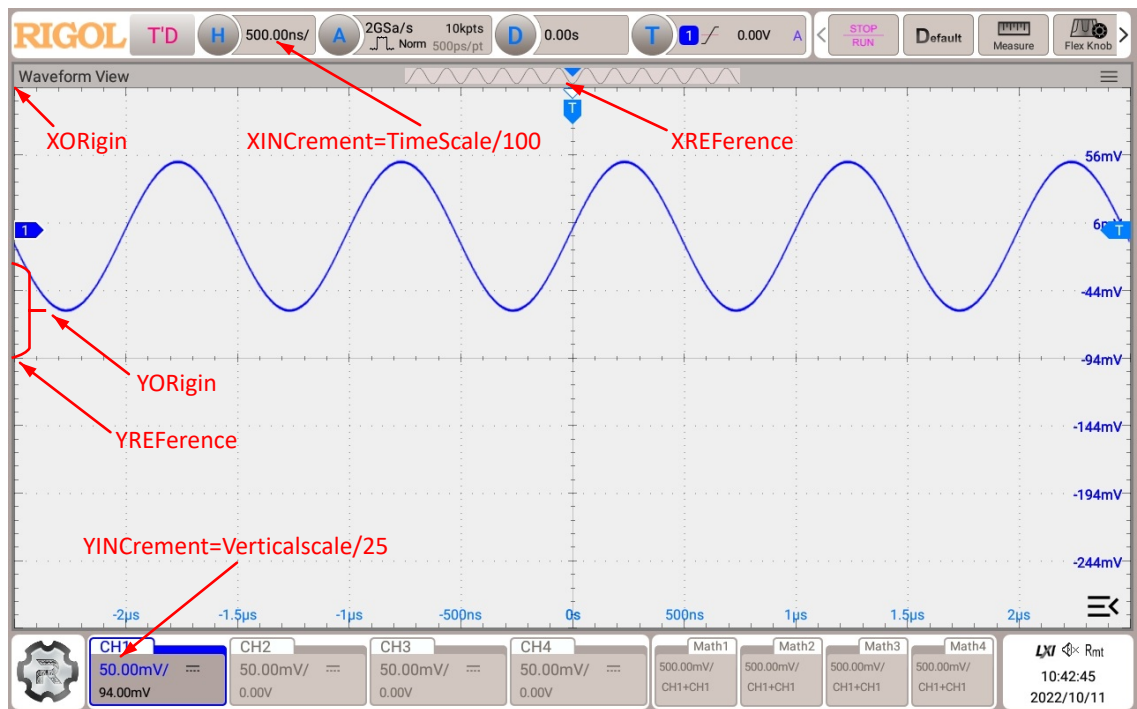 RIGOL T'D H 500.00ns/ A 2GSa/s 10kpts Norm 500ps/pt D 0.00s T 1 0.00V A < STOP RUN Default Measure Flex Knob >
Waveform View
T
XORigin
XINCrement=TimeScale/100
XREFerence
56mV
1
T
-44mV
-94mV
YORigin
YREFerence
-144mV
-194mV
YINCrement=Verticalscale/25
-244mV
-2µs -1.5µs -1µs -500ns 0s 500ns 1µs 1.5µs 2µs
CH1 CH2 CH3 CH4 Math1 Math2 Math3 Math4
50.00mV/ 50.00mV/ 50.00mV/ 50.00mV/ 500.00mV/ 500.00mV/ 500.00mV/ 500.00mV/
94.00mV 0.00V 0.00V 0.00V CH1+CH1 CH1+CH1 CH1+CH1 CH1+CH1
LXI Rmt
10:42:45
2022/10/11